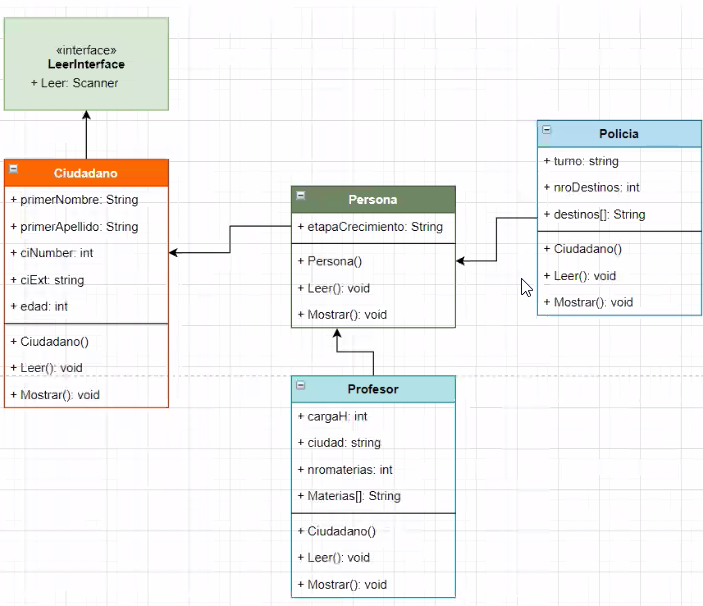 «interface»
LeerInterface
+ Leer: Scanner
Ciudadano
+ primerNombre: String
+ primerApellido: String
+ ciNumber: int
+ ciExt: string
+ edad: int
+ Ciudadano()
+ Leer(): void
+ Mostrar(): void
Persona
+ etapaCrecimiento: String
+ Persona()
+ Leer(): void
+ Mostrar(): void
Policia
+ turno: string
+ nroDestinos: int
+ destinos[]: String
+ Ciudadano()
+ Leer(): void
+ Mostrar(): void
Profesor
+ cargaH: int
+ ciudad: string
+ nromaterias: int
+ Materias[]: String
+ Ciudadano()
+ Leer(): void
+ Mostrar(): void